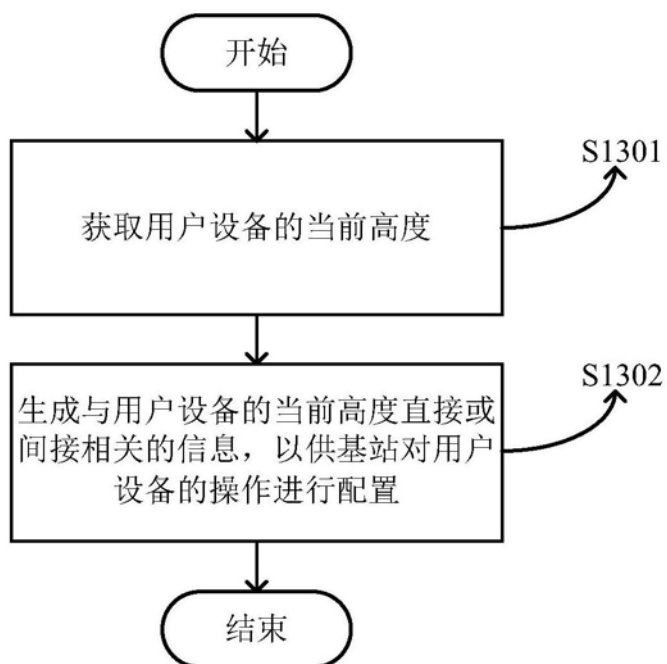 开始
S1301
获取用户设备的当前高度
S1302
生成与用户设备的当前高度直接或
间接相关的信息，以供基站对用户
设备的操作进行配置
结束